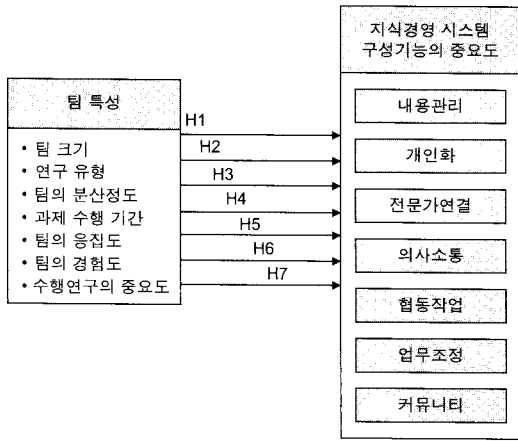 팀 특성
• 팀 크기
• 연구 유형
• 팀의 분산정도
• 과제 수행 기간
• 팀의 응집도
• 팀의 경험도
• 수행연구의 중요도
H1
H2
H3
H4
H5
H6
H7
지식경영 시스템
구성기능의 중요도
내용관리
개인화
전문가연결
의사소통
협동작업
업무조정
커뮤니티